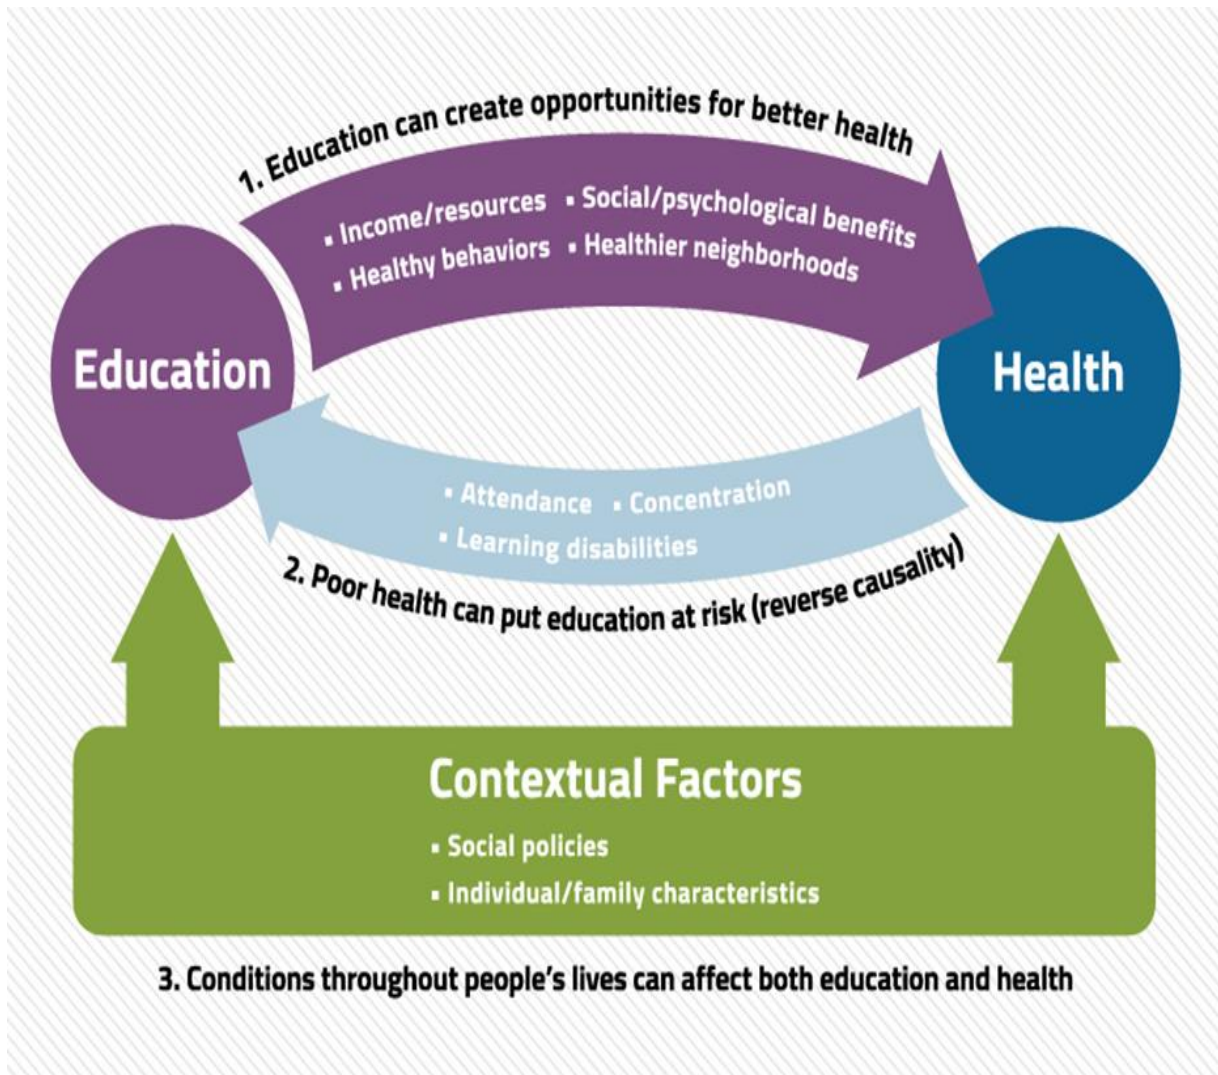 1. Education can create opportunities for better health
▪ Income/resources ▪ Social/psychological benefits
▪ Healthy behaviors ▪ Healthier neighborhoods
Education
Health
▪ Attendance ▪ Concentration
▪ Learning disabilities
2. Poor health can put education at risk (reverse causality)
Contextual Factors
▪ Social policies
▪ Individual/family characteristics
3. Conditions throughout people's lives can affect both education and health